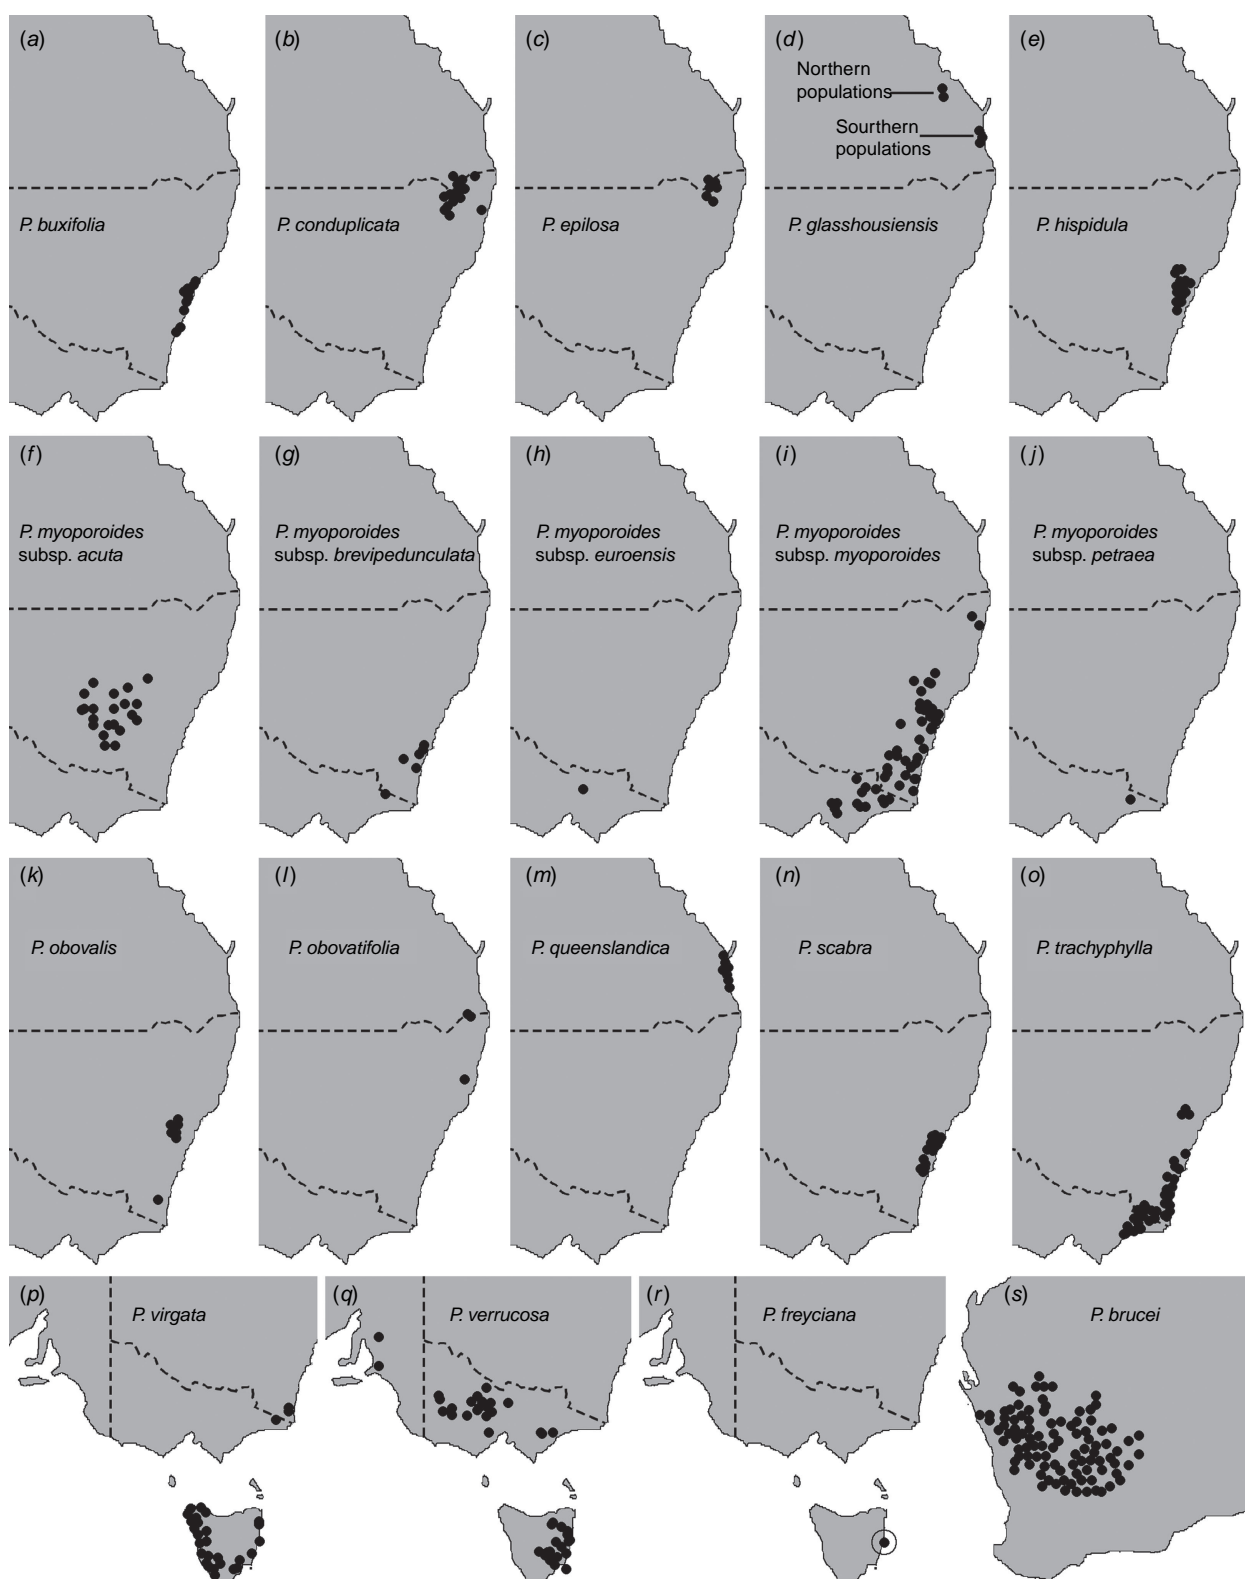 (a)
P. buxifolia
(b)
P. conduplicata
(c)
P. epilosa
(d)
Northern
populations
Sourthern
populations
P. glasshousiensis
(e)
P. hispidula
(f)
P. myoporoides
subsp. acuta
(g)
P. myoporoides
subsp. brevipedunculata
(h)
P. myoporoides
subsp. euroensis
(i)
P. myoporoides
subsp. myoporoides
(j)
P. myoporoides
subsp. petraea
(k)
P. obovalis
(l)
P. obovatifolia
(m)
P. queenslandica
(n)
P. scabra
(o)
P. trachyphylla
(p)
P. virgata
(q)
P. verrucosa
(r)
P. freyciana
(s)
P. brucei